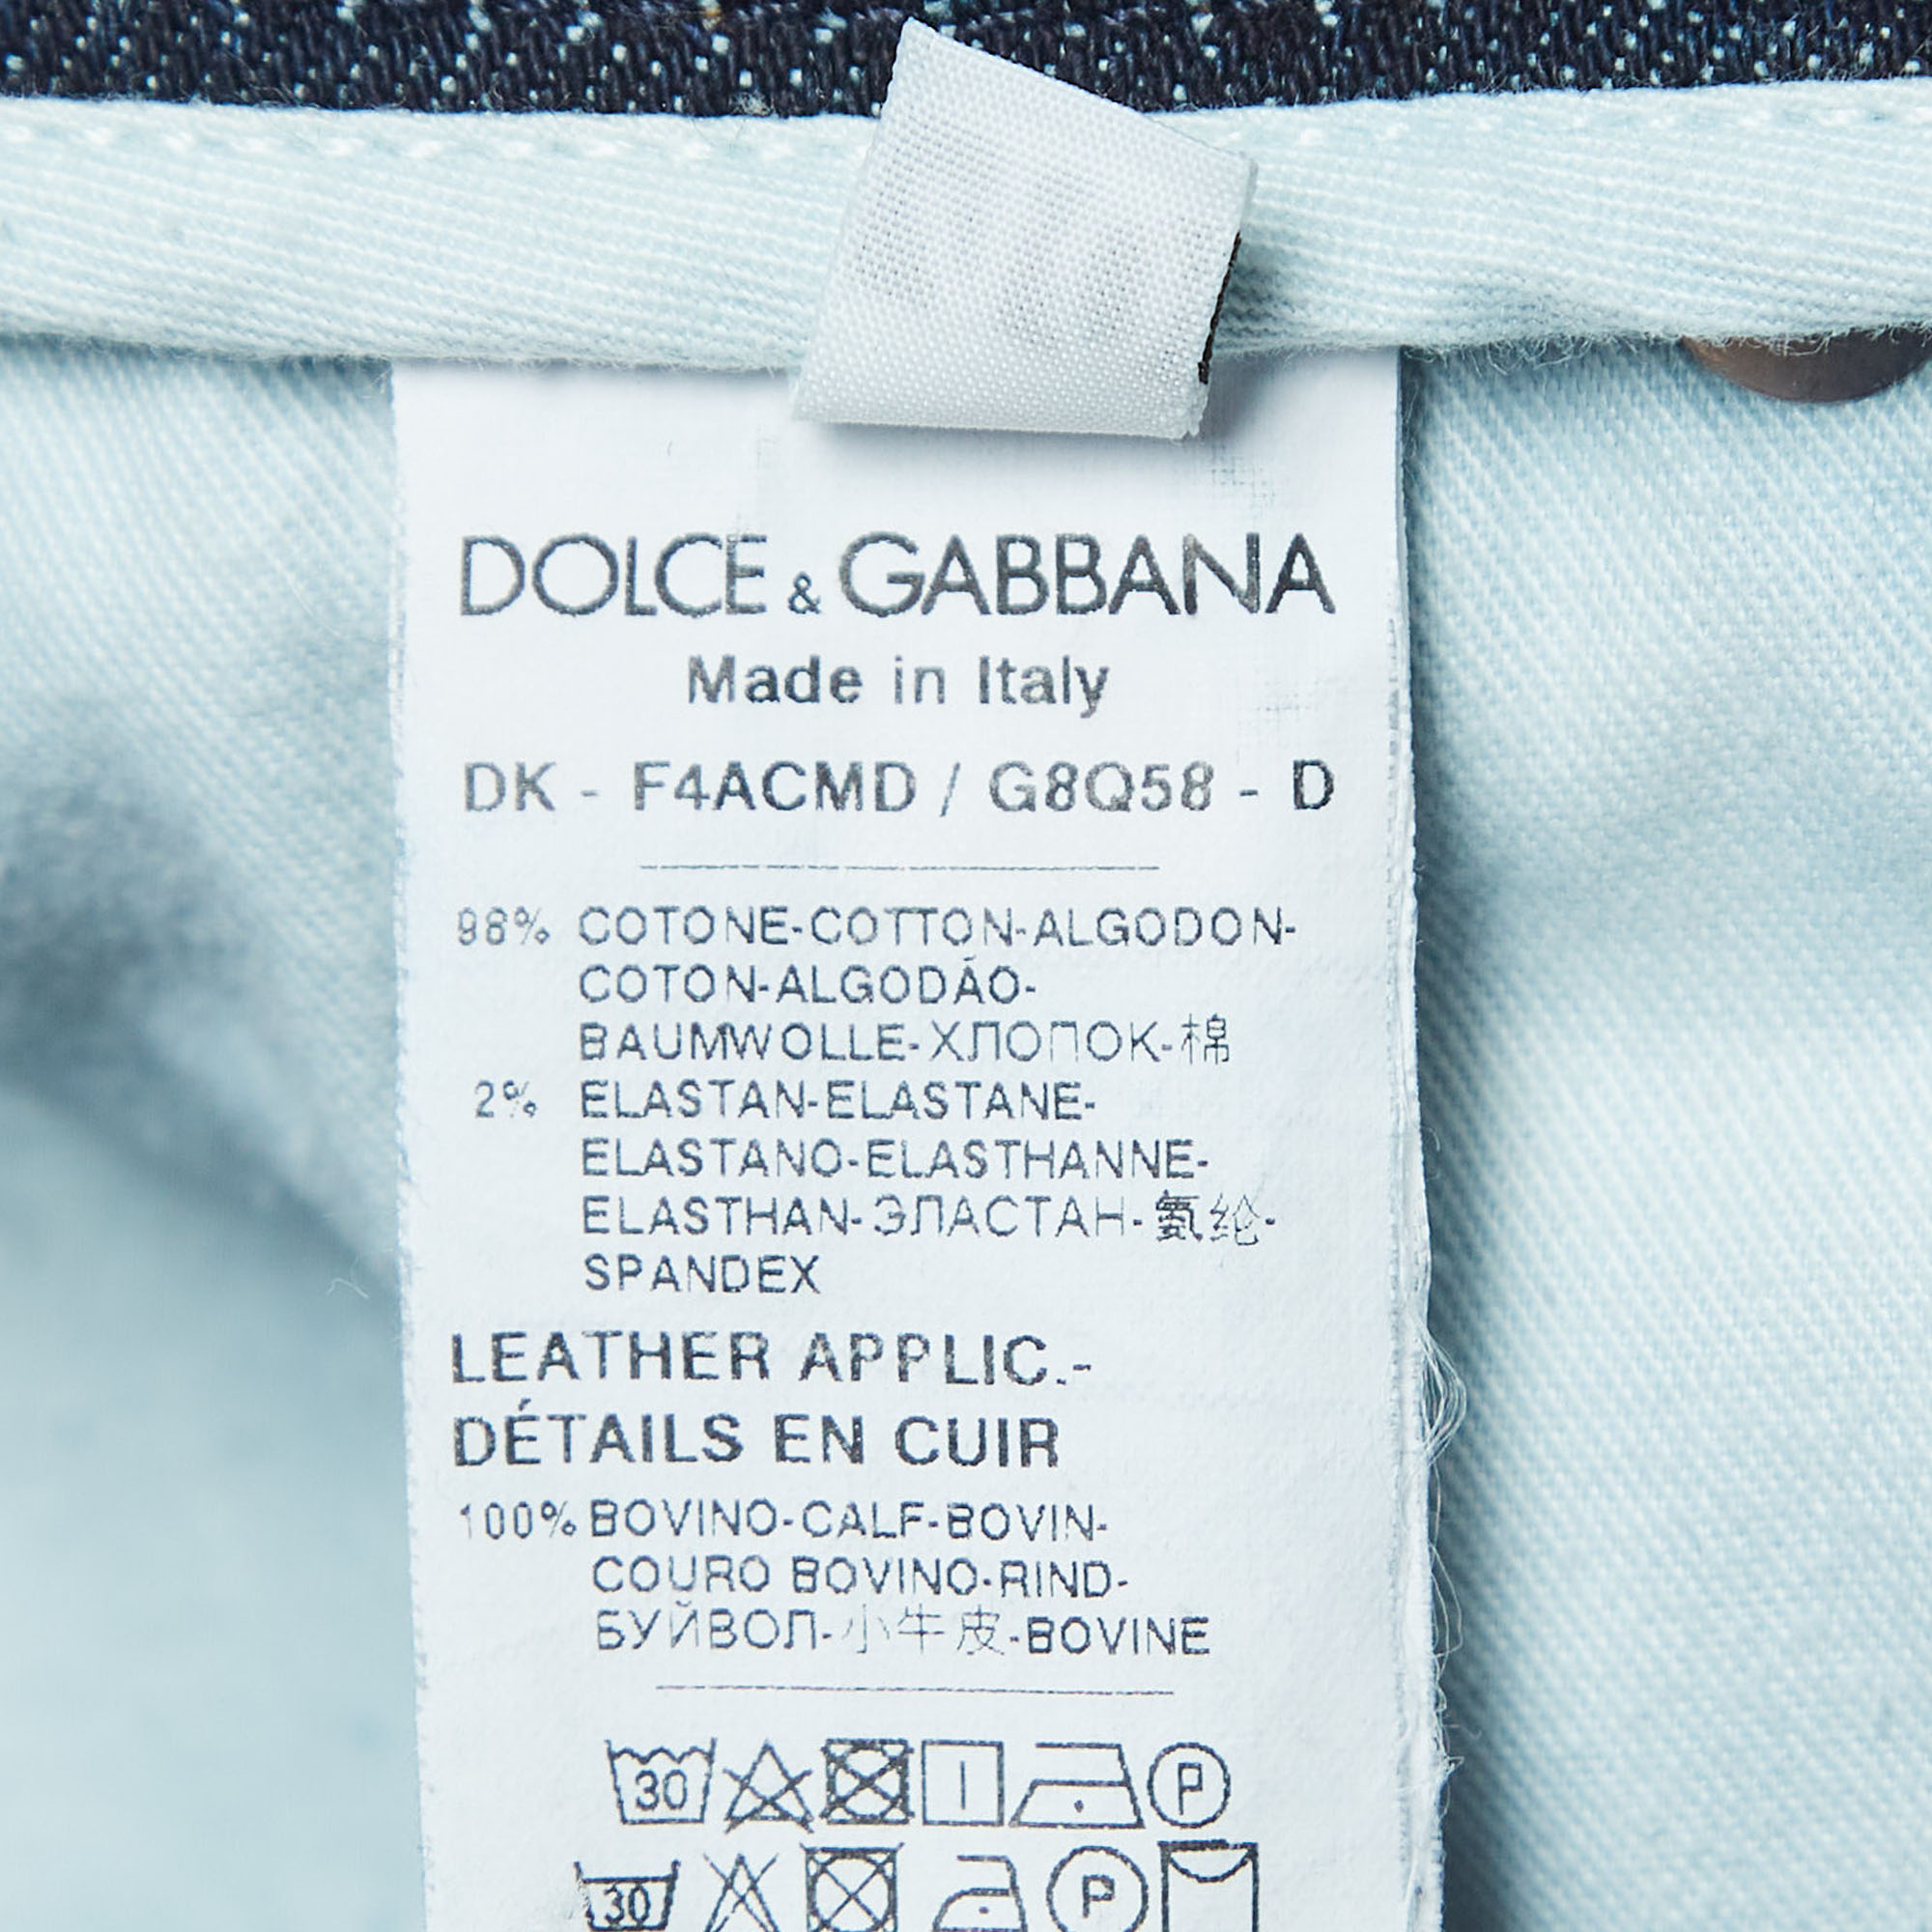 DOLCE & GABBANA
Made in Italy
DK - F4ACMD / G8Q58 - D
98% COTONE-COTTON-ALGODON-
COTON-ALGODÃO-
BAUMWOLLE-ХЛОПОК-棉
2% ELASTAN-ELASTANE-
ELASTANO-ELASTHANNE-
ELASTHAN-ЭЛАСТАН-氨纶-
SPANDEX
LEATHER APPLIC.-
DÉTAILS EN CUIR
100% BOVINO-CALF-BOVIN-
COURO BOVINO-RIND-
БУЙВОЛ-小牛皮-BOVINE
30 P
30 P